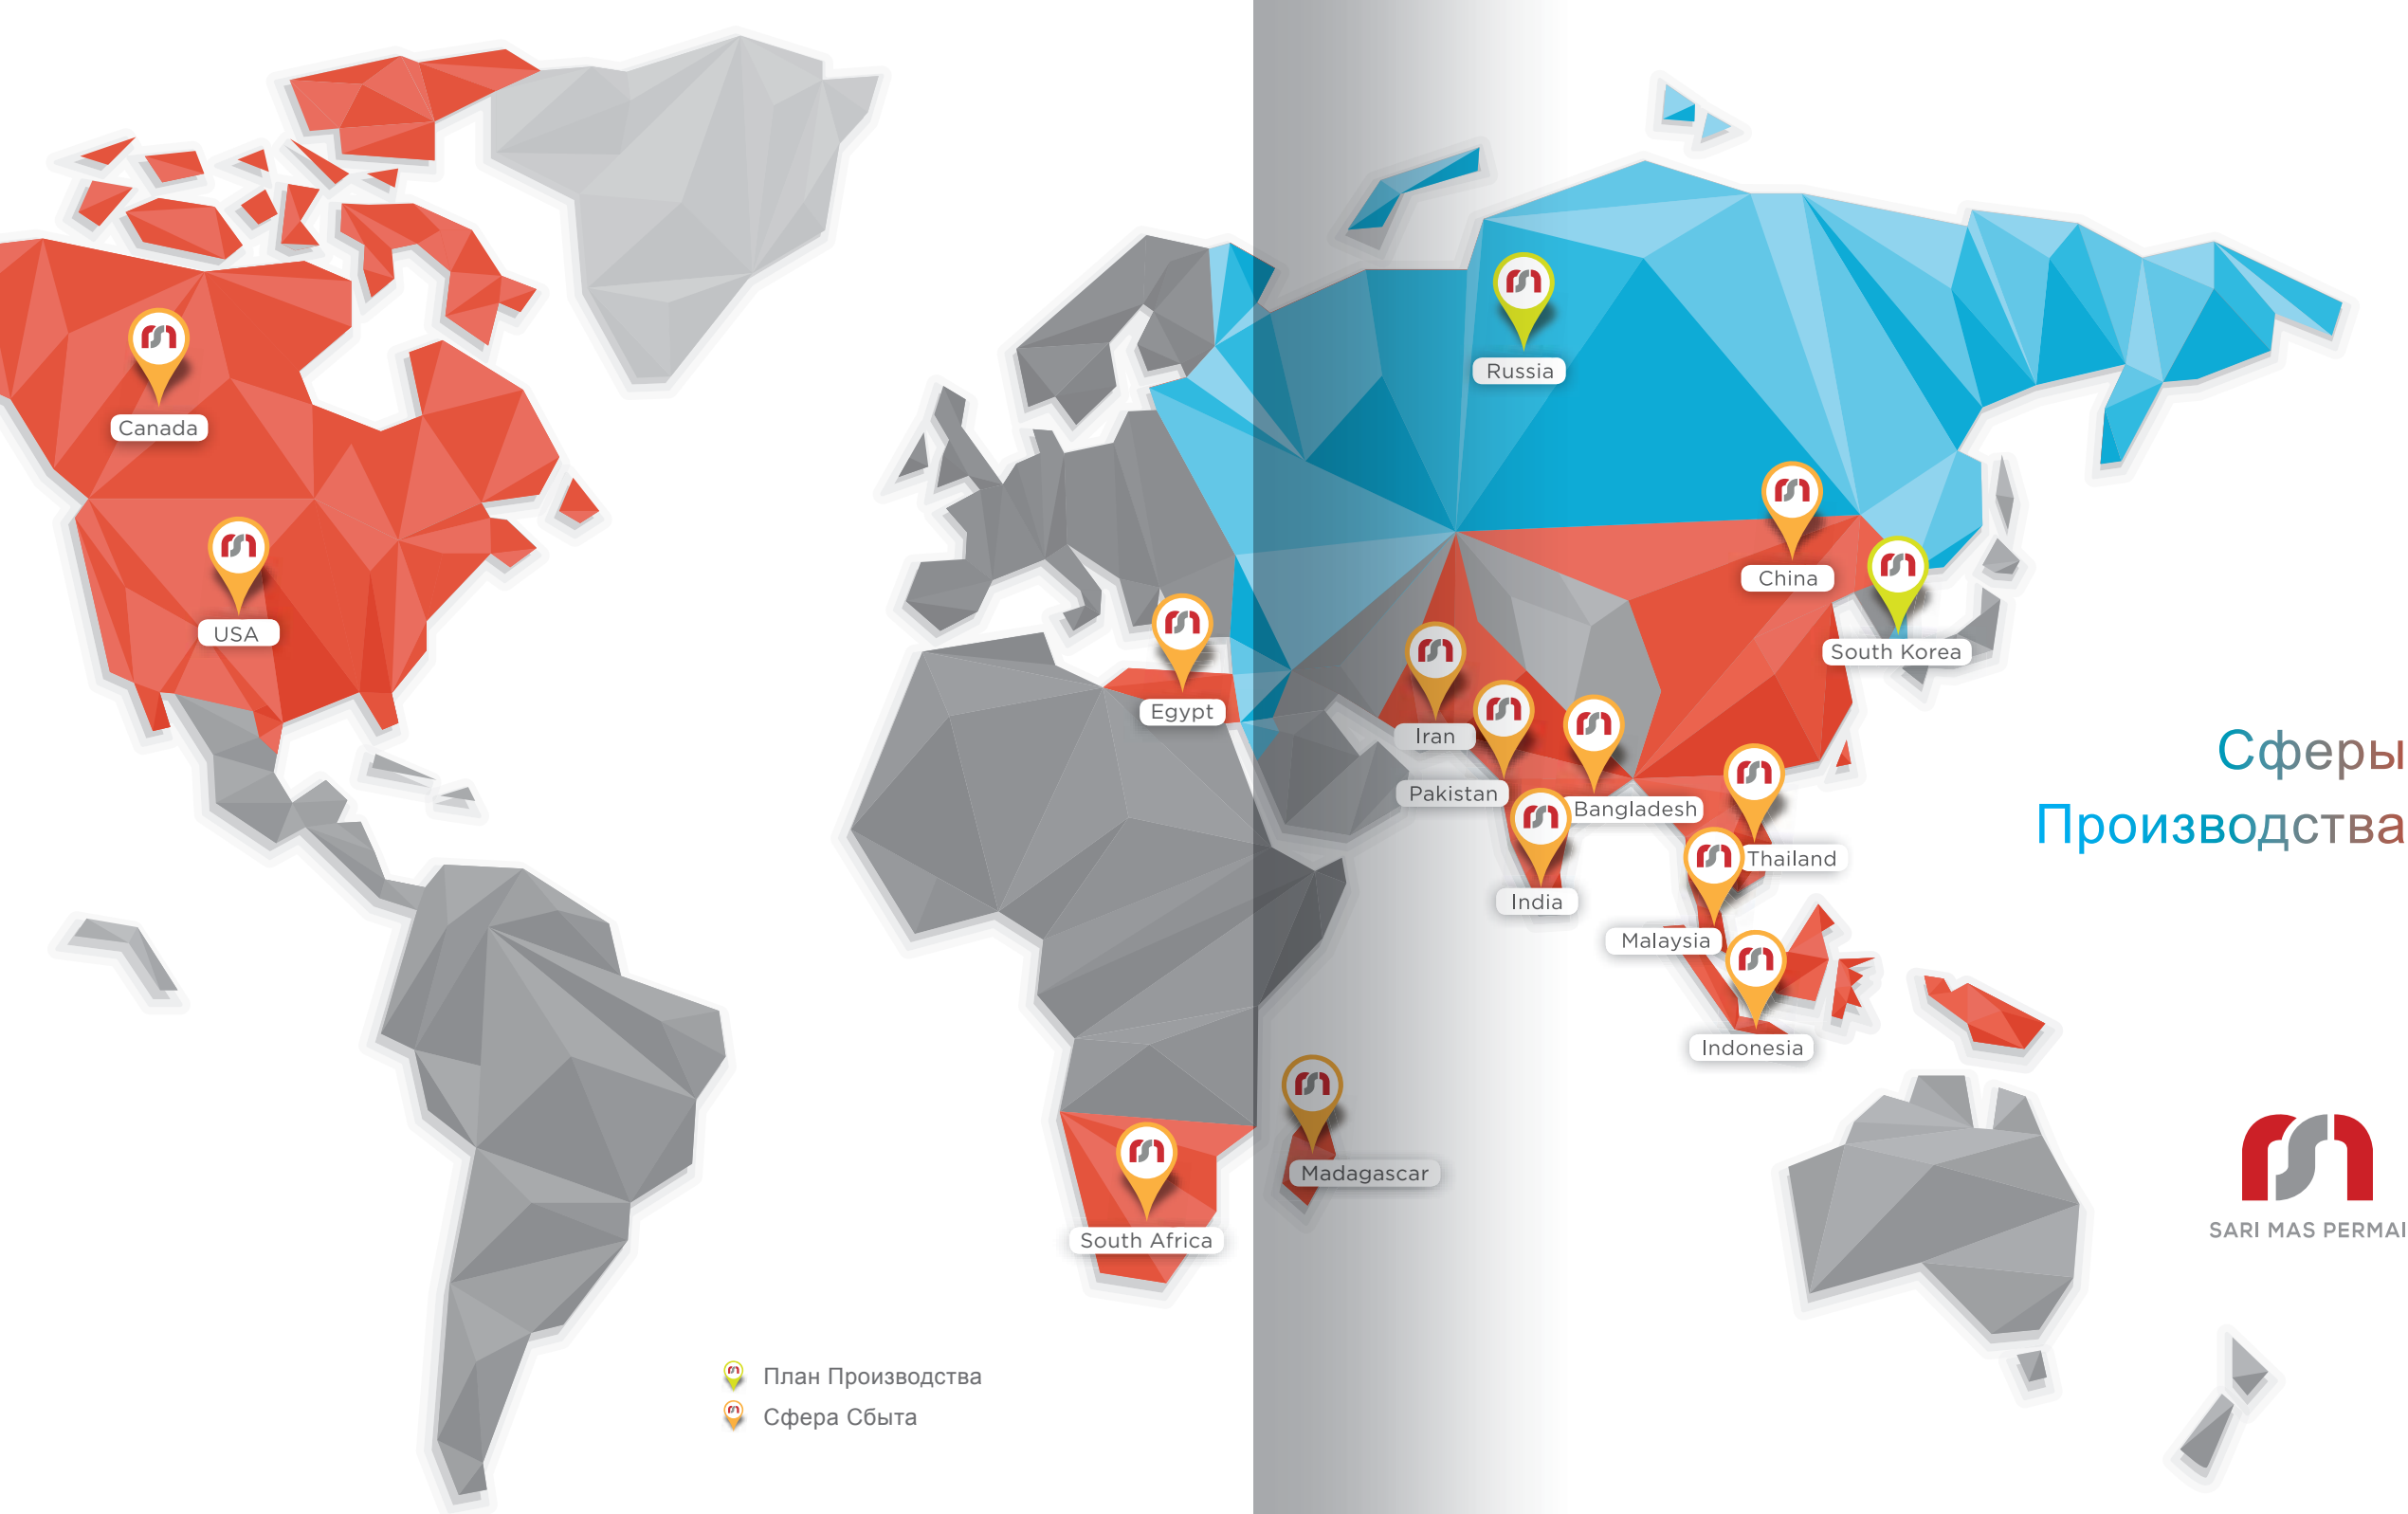 Russia
Canada
China
USA
South Korea
Egypt
Iran
Pakistan
Bangladesh
Thailand
India
Malaysia
Indonesia
Madagascar
South Africa
Сферы
Производства
SARI MAS PERMAI
План Производства
Сфера Сбыта